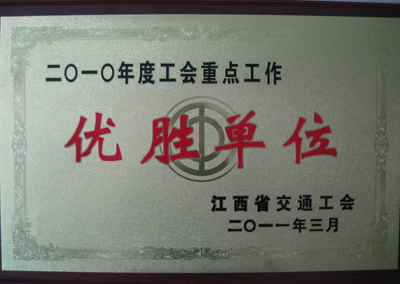 二〇一〇年度工会重点工作
优胜单位
江西省交通工会
二〇一一年三月